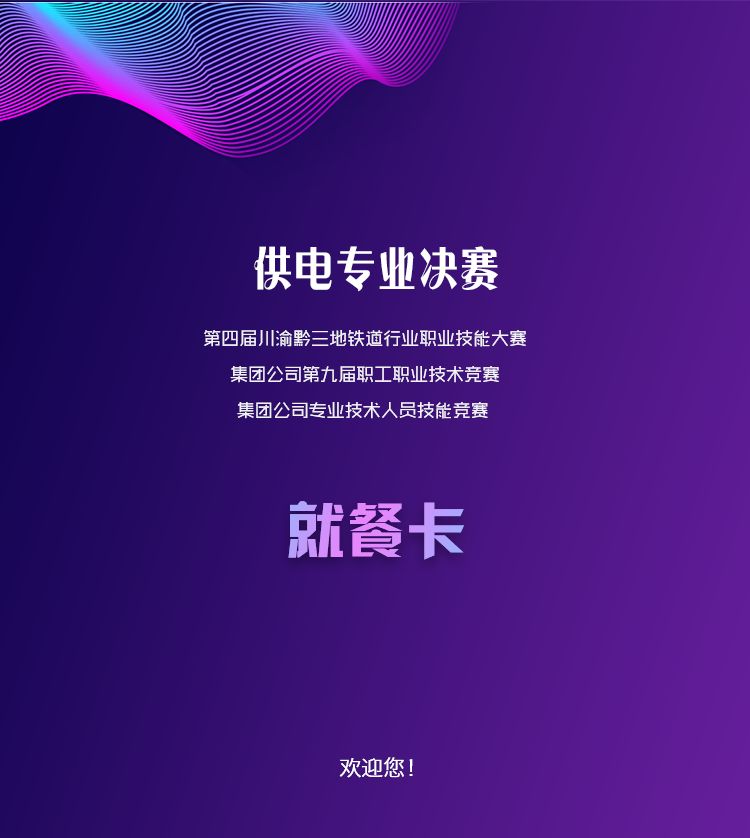 供电专业决赛
第四届川渝黔三地铁道行业职业技能大赛
集团公司第九届职工职业技术竞赛
集团公司专业技术人员技能竞赛
就餐卡
欢迎您！